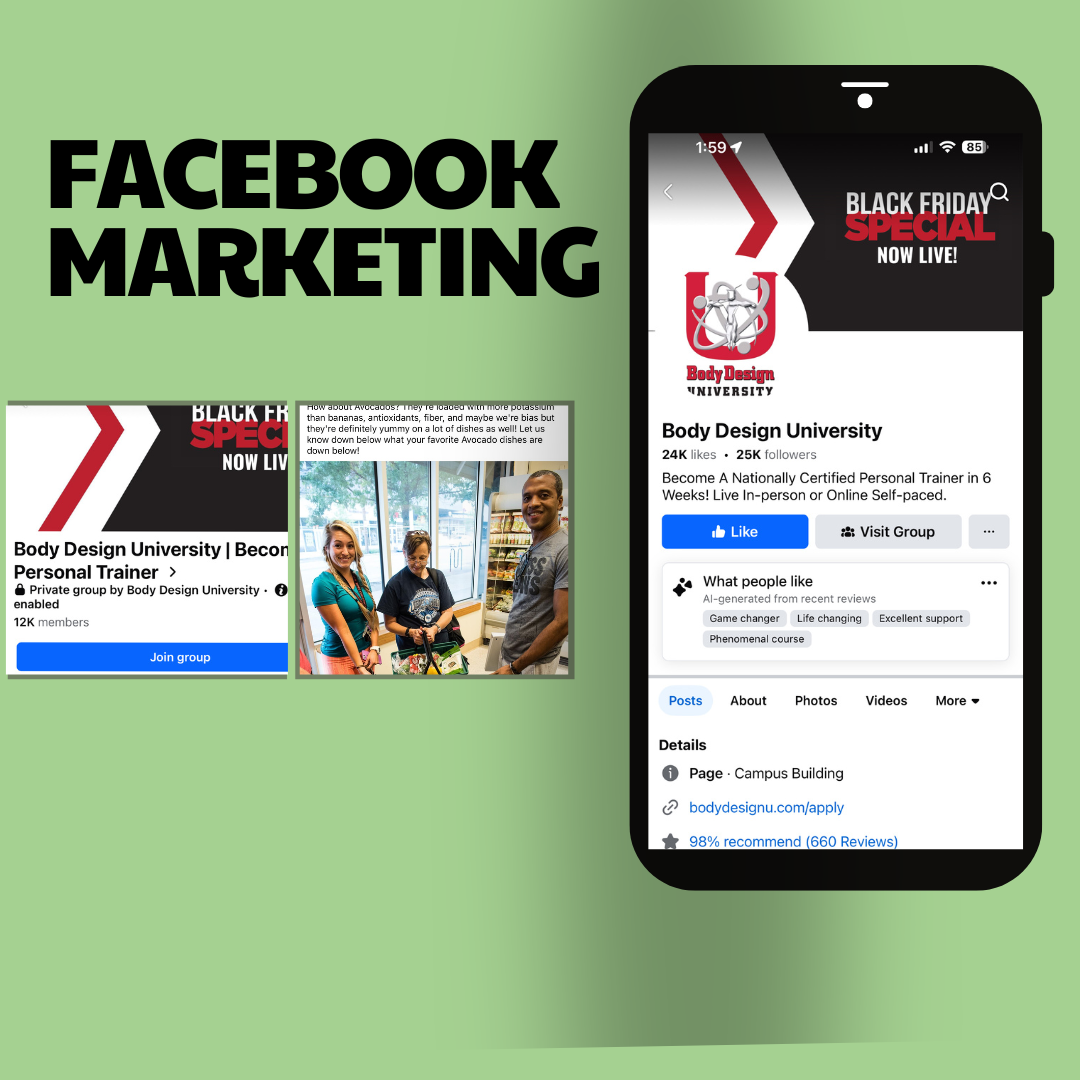 FACEBOOK
MARKETING
BLACK FR
SPECI
NOW LIV
Body Design University | Becon
Personal Trainer >
Private group by Body Design University ·
enabled
12K members
Join group
How about Avocados? They're loaded with more potassium
than bananas, antioxidants, fiber, and maybe we're bias but
they're definitely yummy on a lot of dishes as well! Let us
know down below what your favorite Avocado dishes are
down below!
1:59
85
BLACK FRIDAY
SPECIAL
NOW LIVE!
U
Body Design
UNIVERSITY
Body Design University
24K likes • 25K followers
Become A Nationally Certified Personal Trainer in 6
Weeks! Live In-person or Online Self-paced.
Like
Visit Group
...
What people like
AI-generated from recent reviews
Game changer
Life changing
Excellent support
Phenomenal course
Posts
About
Photos
Videos
More
Details
Page · Campus Building
bodydesignu.com/apply
98% recommend (660 Reviews)